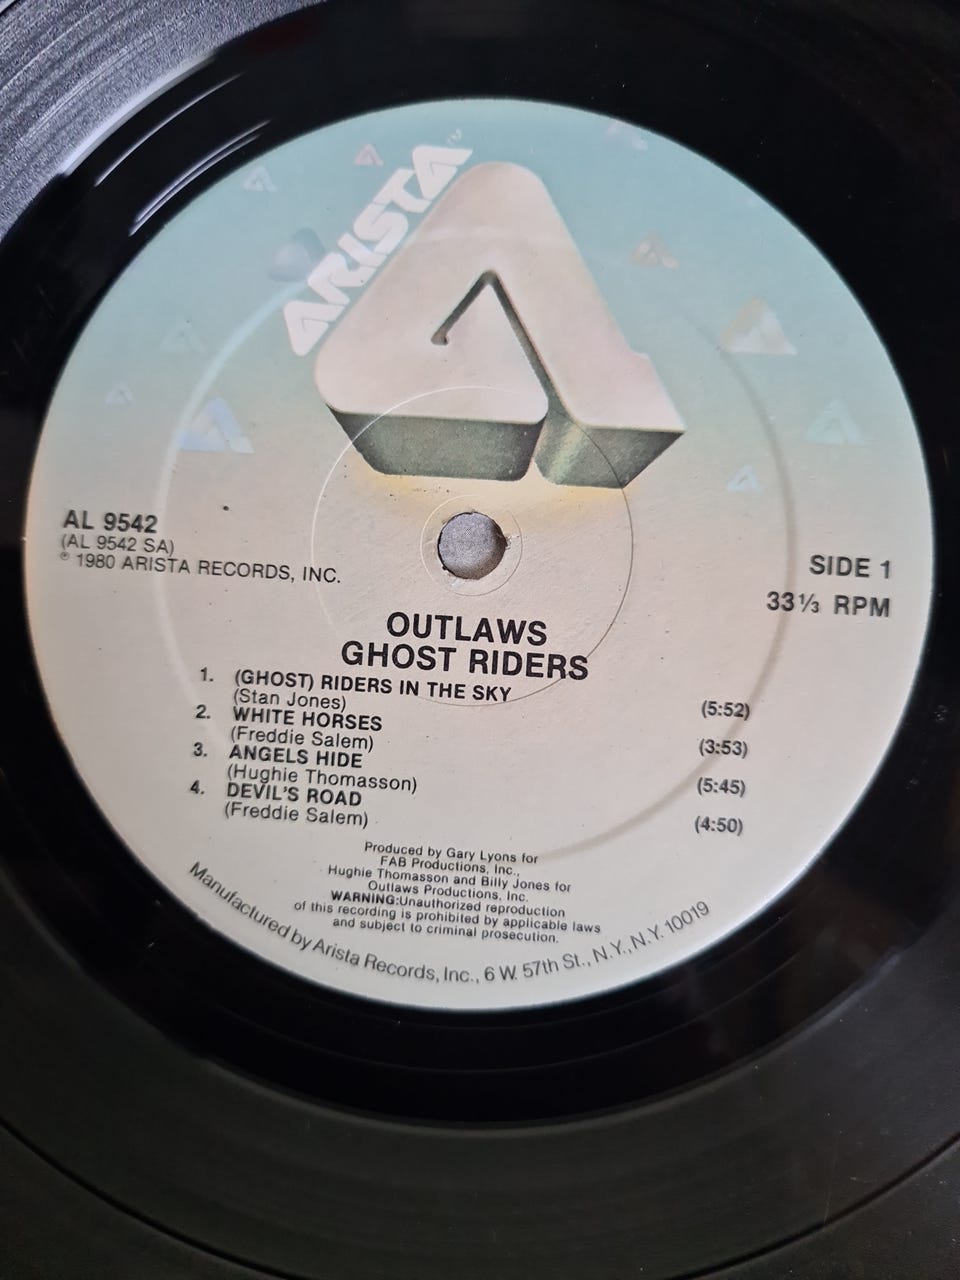 ARISTA™
AL 9542
(AL 9542 SA)
℗ 1980 ARISTA RECORDS, INC.
SIDE 1
33⅓ RPM
OUTLAWS
GHOST RIDERS
1. (GHOST) RIDERS IN THE SKY
(Stan Jones) (5:52)
2. WHITE HORSES
(Freddie Salem) (3:53)
3. ANGELS HIDE
(Hughie Thomasson) (5:45)
4. DEVIL'S ROAD
(Freddie Salem) (4:50)
Produced by Gary Lyons for
FAB Productions, Inc.,
Hughie Thomasson and Billy Jones for
Outlaws Productions, Inc.
WARNING:Unauthorized reproduction
of this recording is prohibited by applicable laws
and subject to criminal prosecution.
Manufactured by Arista Records, Inc., 6 W. 57th St., N.Y., N.Y. 10019